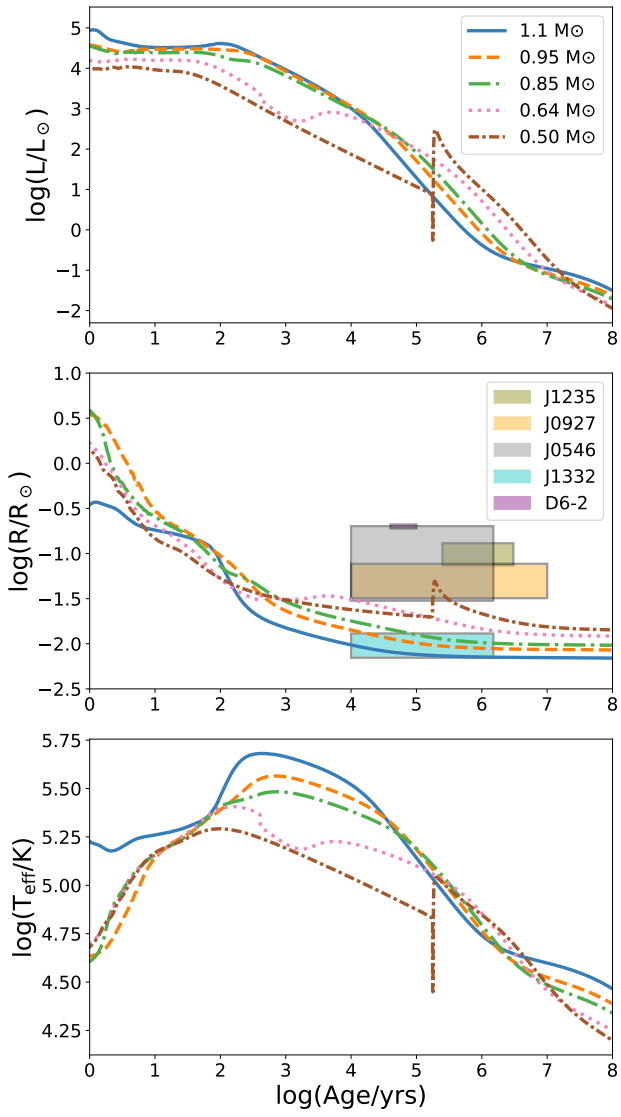 log(L/L⊙)
5
4
3
2
1
0
−1
−2
1.1 M⊙
0.95 M⊙
0.85 M⊙
0.64 M⊙
0.50 M⊙
0 1 2 3 4 5 6 7 8
log(R/R⊙)
1.0
0.5
0.0
−0.5
−1.0
−1.5
−2.0
−2.5
J1235
J0927
J0546
J1332
D6-2
0 1 2 3 4 5 6 7 8
log(Teff/K)
5.75
5.50
5.25
5.00
4.75
4.50
4.25
0 1 2 3 4 5 6 7 8
log(Age/yrs)